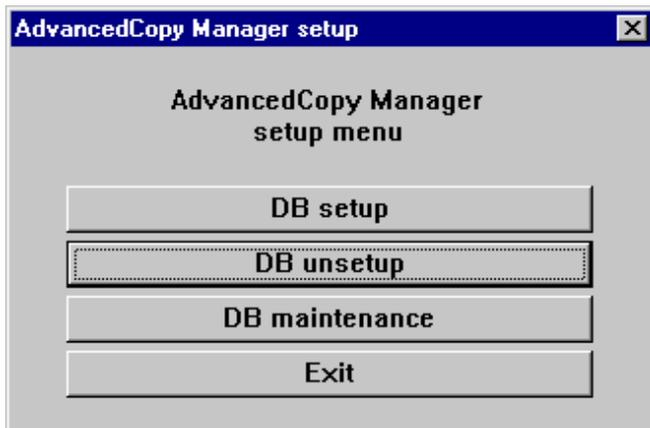 AdvancedCopy Manager setup
AdvancedCopy Manager
setup menu
DB setup
DB unsetup
DB maintenance
Exit